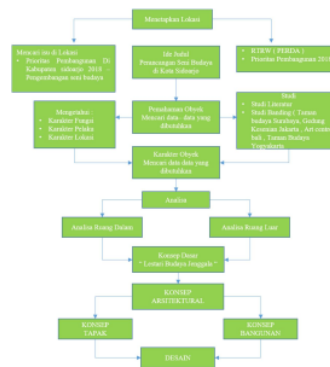 Menetapkan Lokasi
Mencari isu di Lokasi
• Prioritas Pembangunan Di
Kabupaten sidoarjo 2018 -
Pengembangan seni budaya
Ide Judul
Perancangan Seni Budaya
di Kota Sidoarjo
• RTRW ( PERDA )
• Prioritas Pembangunan 2018
Pemahaman Obyek
Mencari data - data yang
dibutuhkan
Mengetahui :
• Karakter Fungsi
• Karakter Pelaku
• Karakter Lokasi
Studi
• Studi Literatur
• Studi Banding ( Taman
budaya Surabaya, Gedung
Kesenian Jakarta , Art centre
bali , Taman Budaya
Yogyakarta
Karakter Obyek
Mencari data data yang
dibutuhkan
Analisa
Analisa Ruang Dalam
Analisa Ruang Luar
Konsep Dasar
" Lestari Budaya Jenggala "
KONSEP
ARSITEKTURAL
KONSEP
TAPAK
KONSEP
BANGUNAN
DESAIN